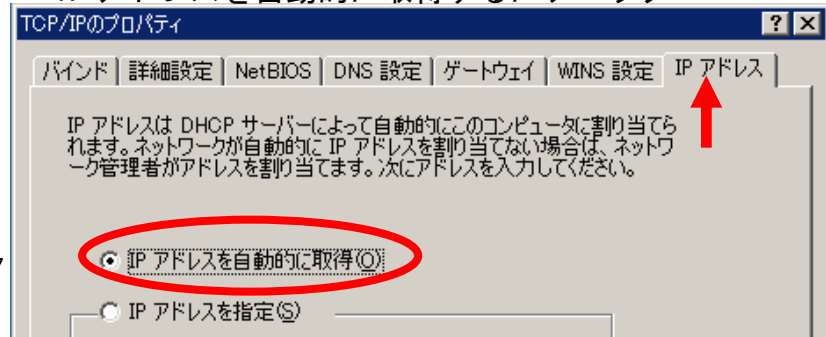 TCP/IPのプロパティ
バインド 詳細設定 NetBIOS DNS 設定 ゲートウェイ WINS 設定 IP アドレス
IP アドレスは DHCP サーバーによって自動的にこのコンピュータに割り当てら
れます。ネットワークが自動的に IP アドレスを割り当てない場合は、ネットワ
ーク管理者がアドレスを割り当てます。次にアドレスを入力してください。
IP アドレスを自動的に取得(O)
IP アドレスを指定(S)